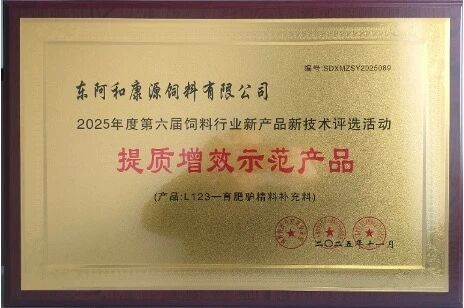 编号:SDXMZSY2025089
东阿和康源饲料有限公司
2025年度第六届饲料行业新产品新技术评选活动
提质增效示范产品
(产品:L123—育肥驴精料补充料)
二〇二五年十一月